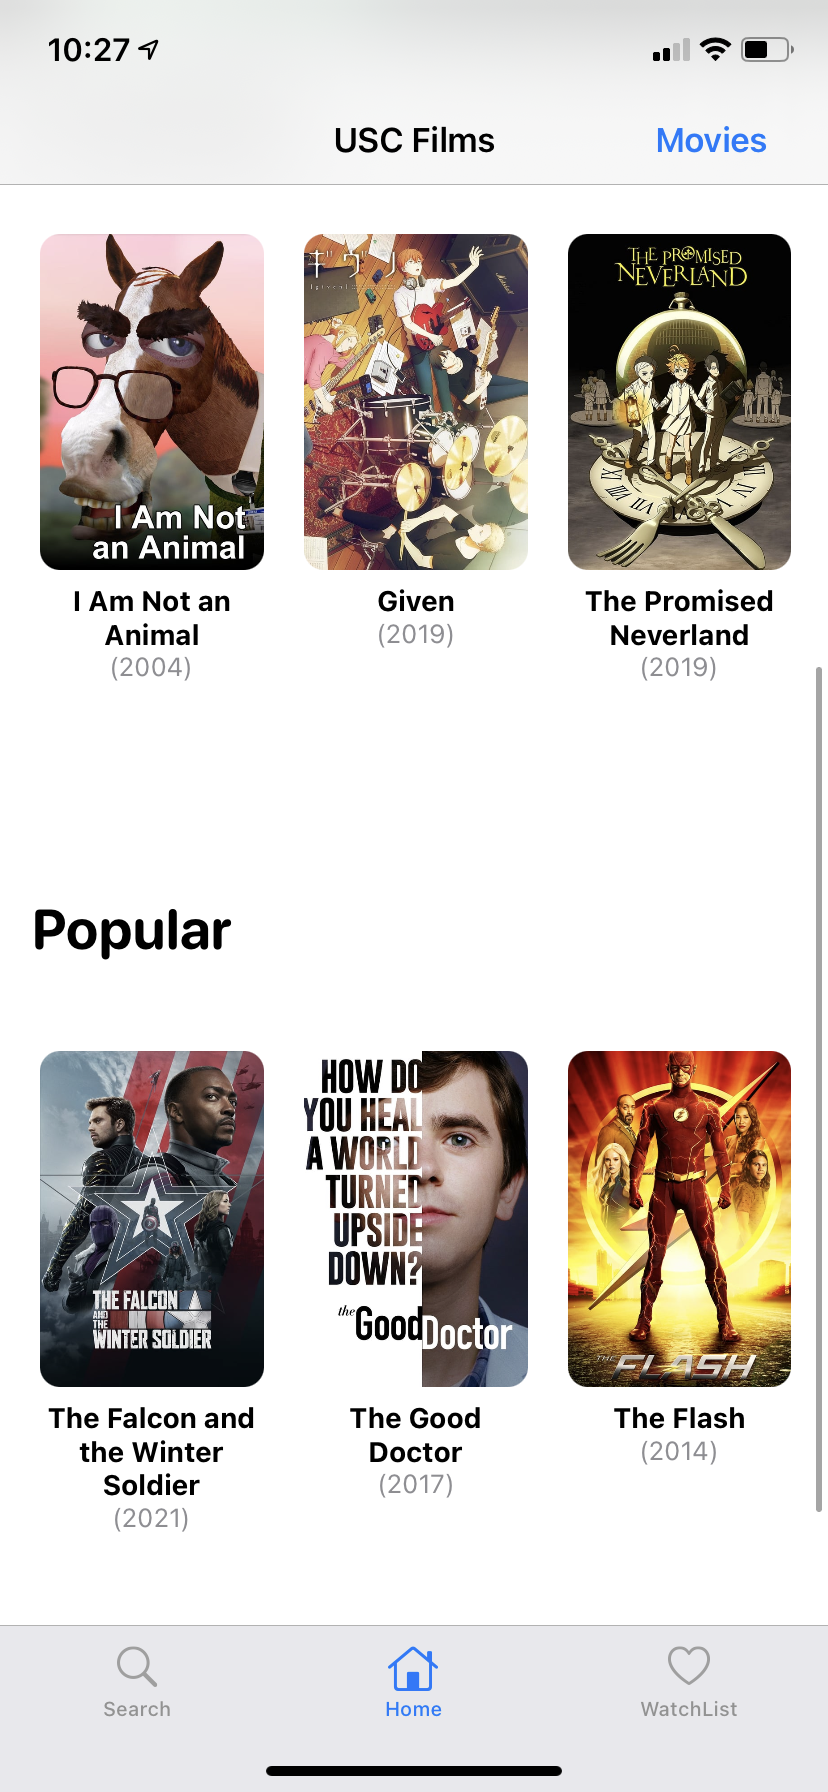 10:27
USC Films
Movies
I Am Not
an Animal
ギヴン
[given]
THE PROMISED
NEVERLAND
I Am Not an
Animal
(2004)
Given
(2019)
The Promised
Neverland
(2019)
Popular
THE FALCON
AND
THE
WINTER SOLDIER
HOW DO
YOU HEAL
A WORLD
TURNED
UPSIDE
DOWN?
the Good Doctor
THE
FLASH
The Falcon and
the Winter
Soldier
(2021)
The Good
Doctor
(2017)
The Flash
(2014)
Search
Home
WatchList